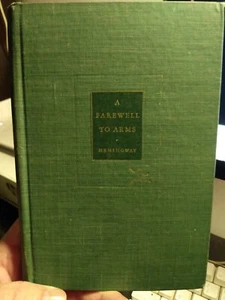 A
FAREWELL
TO ARMS
HEMINGWAY